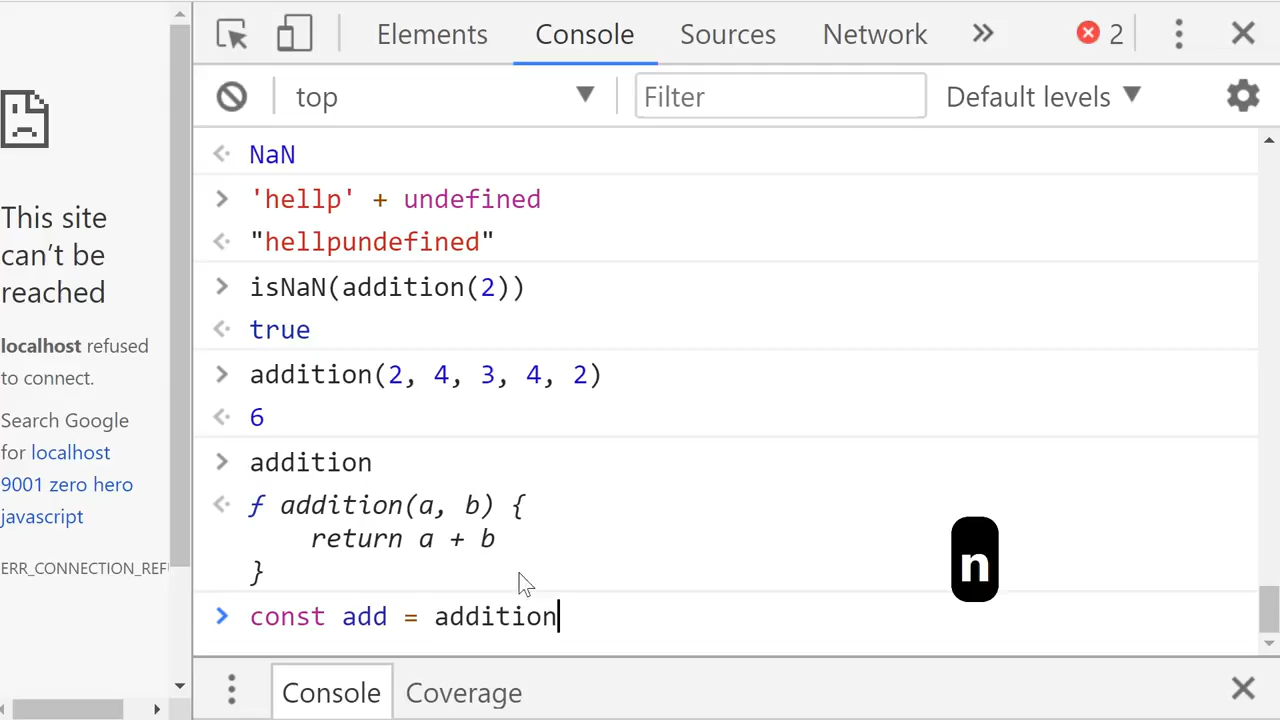 Elements Console Sources Network » 2
top Filter Default levels
NaN
'hellp' + undefined
"hellpundefined"
isNaN(addition(2))
true
addition(2, 4, 3, 4, 2)
6
addition
ƒ addition(a, b) {
return a + b
}
const add = addition
Console Coverage
This site
can’t be
reached
localhost refused
to connect.
Search Google
for localhost
9001 zero hero
javascript
ERR_CONNECTION_REF
n